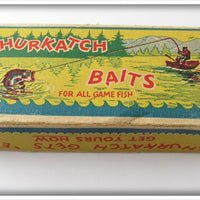 HURKATCH
BAITS
FOR ALL GAME FISH
HURKATCH GETS
GET YOURS NOW